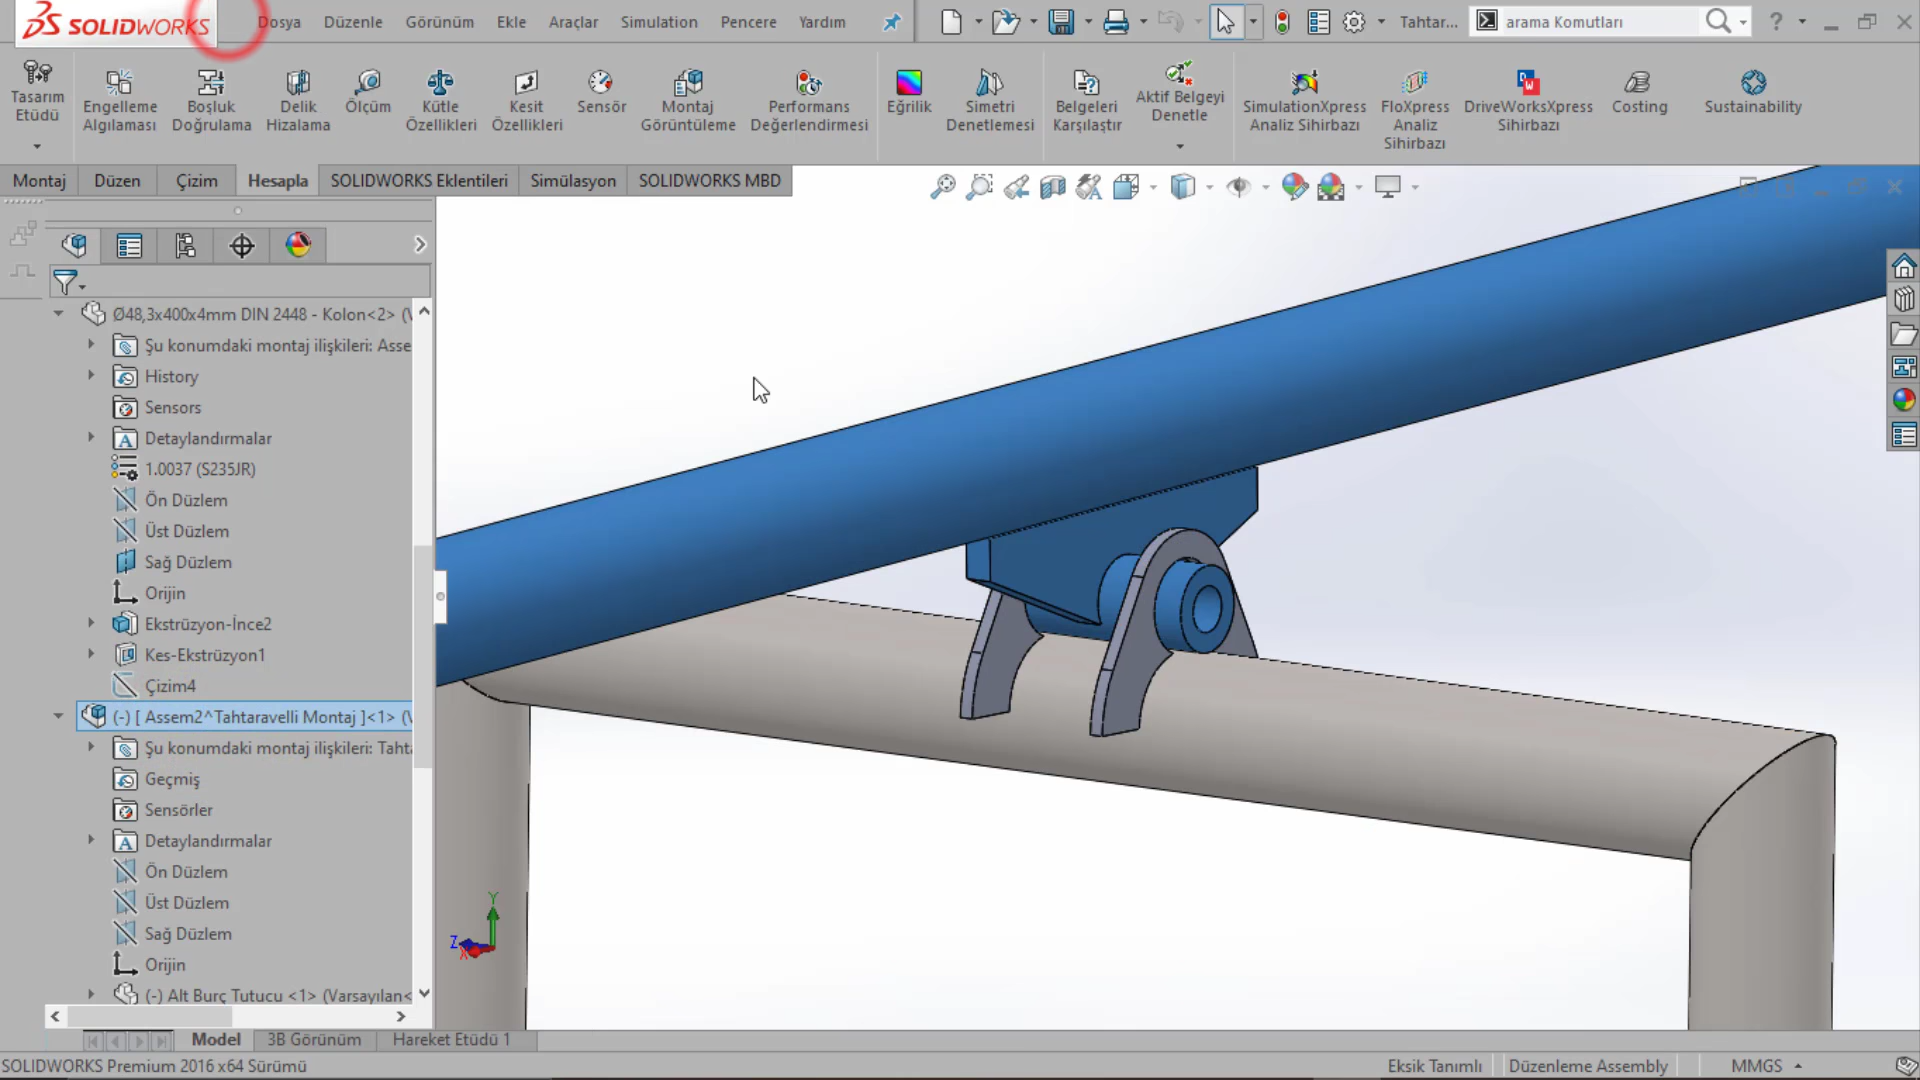 SOLIDWORKS
Dosya Düzenle Görünüm Ekle Araçlar Simulation Pencere Yardım
Tahtar...
arama Komutları
Tasarım Etüdü
Engelleme Algılaması
Boşluk Doğrulama
Delik Hizalama
Ölçüm
Kütle Özellikleri
Kesit Özellikleri
Sensör
Montaj Görüntüleme
Performans Değerlendirmesi
Eğrilik
Simetri Denetlemesi
Belgeleri Karşılaştır
Aktif Belgeyi Denetle
SimulationXpress Analiz Sihirbazı
FloXpress Analiz Sihirbazı
DriveWorksXpress Sihirbazı
Costing
Sustainability
Montaj Düzen Çizim Hesapla SOLIDWORKS Eklentileri Simülasyon SOLIDWORKS MBD
Ø48,3x400x4mm DIN 2448 - Kolon<2> (V
Şu konumdaki montaj ilişkileri: Asse
History
Sensors
Detaylandırmalar
1.0037 (S235JR)
Ön Düzlem
Üst Düzlem
Sağ Düzlem
Orijin
Ekstrüzyon-İnce2
Kes-Ekstrüzyon1
Çizim4
(-) [ Assem2^Tahtaravelli Montaj ]<1> (V
Şu konumdaki montaj ilişkileri: Tahta
Geçmiş
Sensörler
Detaylandırmalar
Ön Düzlem
Üst Düzlem
Sağ Düzlem
Orijin
(-) Alt Burç Tutucu <1> (Varsayılan<
Y
Z
X
Model 3B Görünüm Hareket Etüdü 1
SOLIDWORKS Premium 2016 x64 Sürümü
Eksik Tanımlı Düzenleme Assembly MMGS